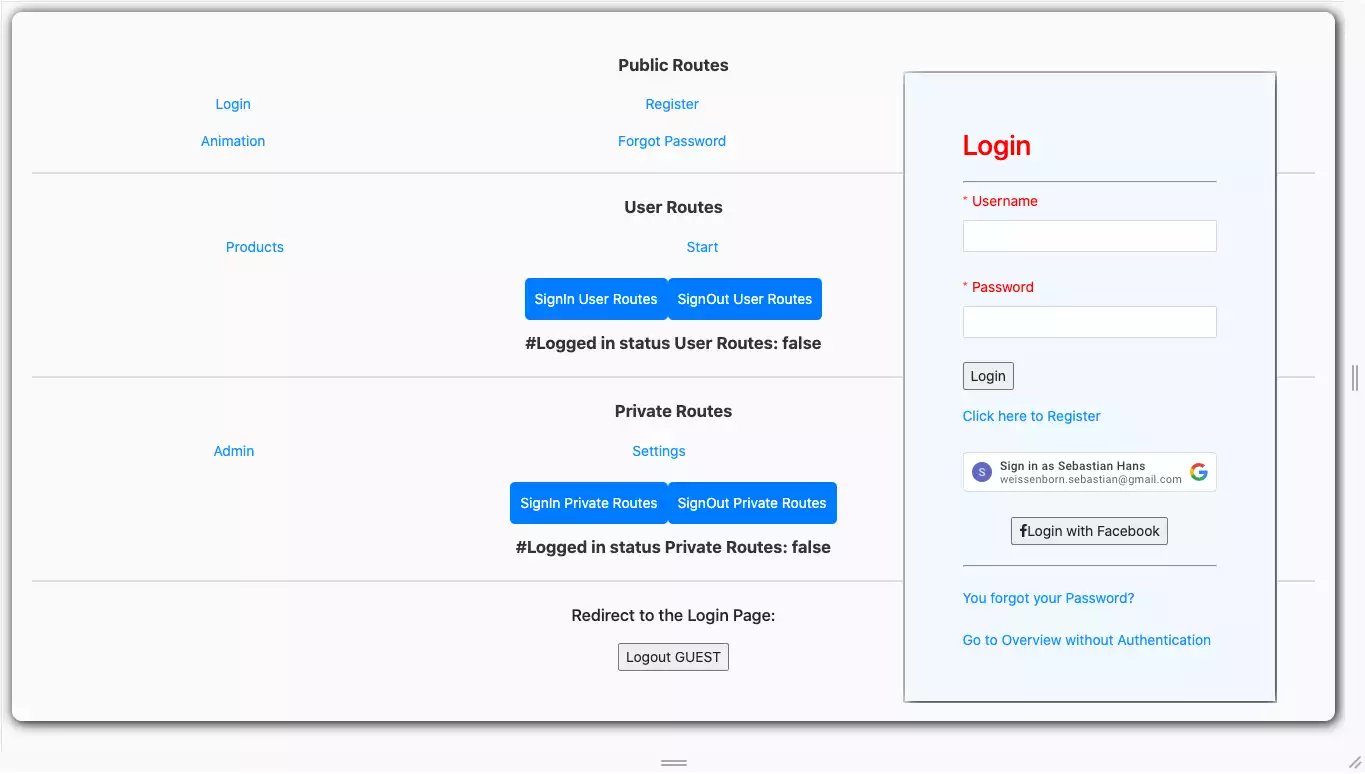 Public Routes
Login Register
Animation Forgot Password
User Routes
Products Start
SignIn User Routes SignOut User Routes
#Logged in status User Routes: false
Private Routes
Admin Settings
SignIn Private Routes SignOut Private Routes
#Logged in status Private Routes: false
Redirect to the Login Page:
Logout GUEST
Login
* Username
* Password
Login
Click here to Register
S
Sign in as Sebastian Hans
weissenborn.sebastian@gmail.com
Login with Facebook
You forgot your Password?
Go to Overview without Authentication